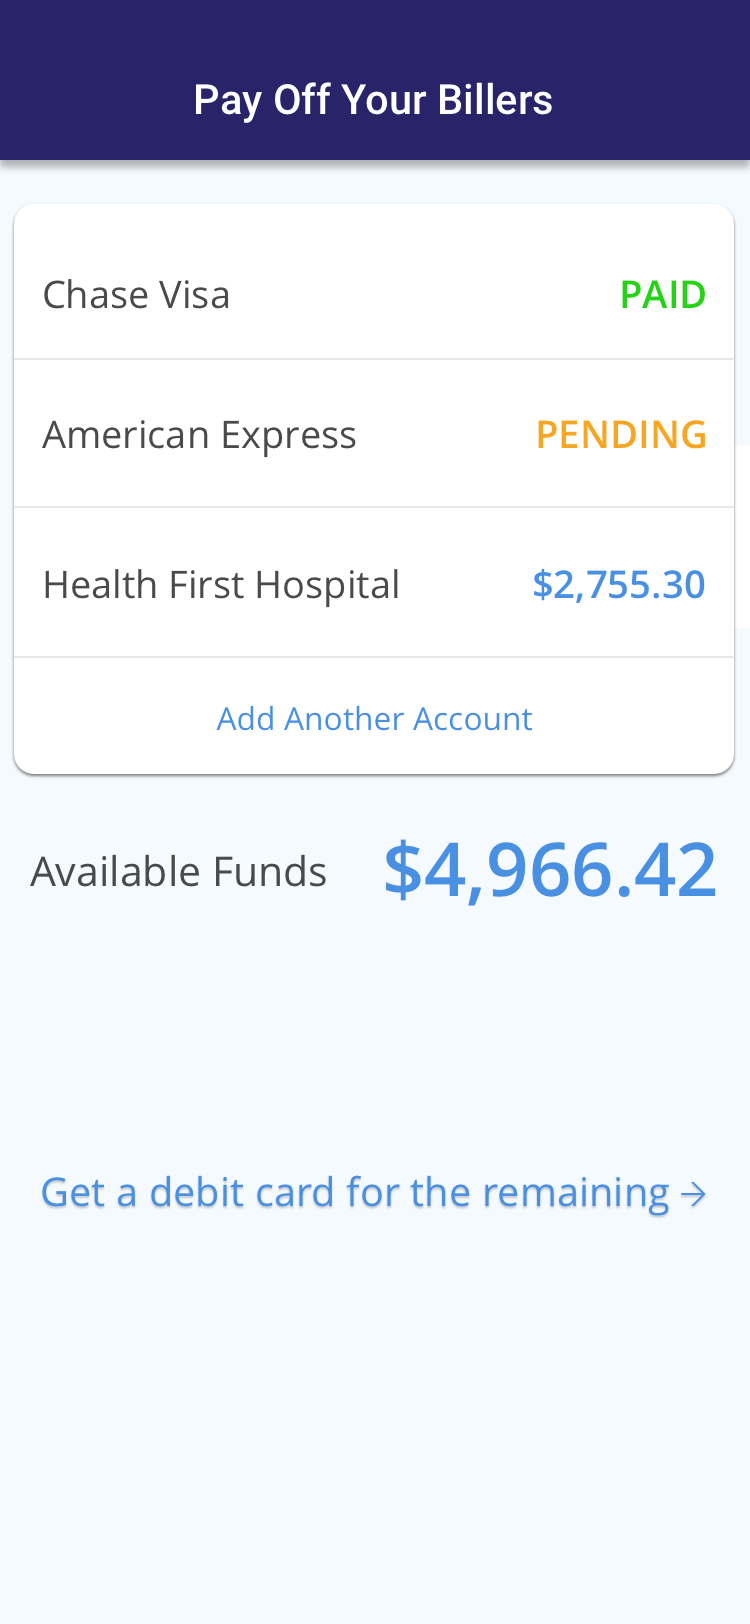 Pay Off Your Billers
Chase Visa PAID
American Express PENDING
Health First Hospital $2,755.30
Add Another Account
Available Funds $4,966.42
Get a debit card for the remaining →